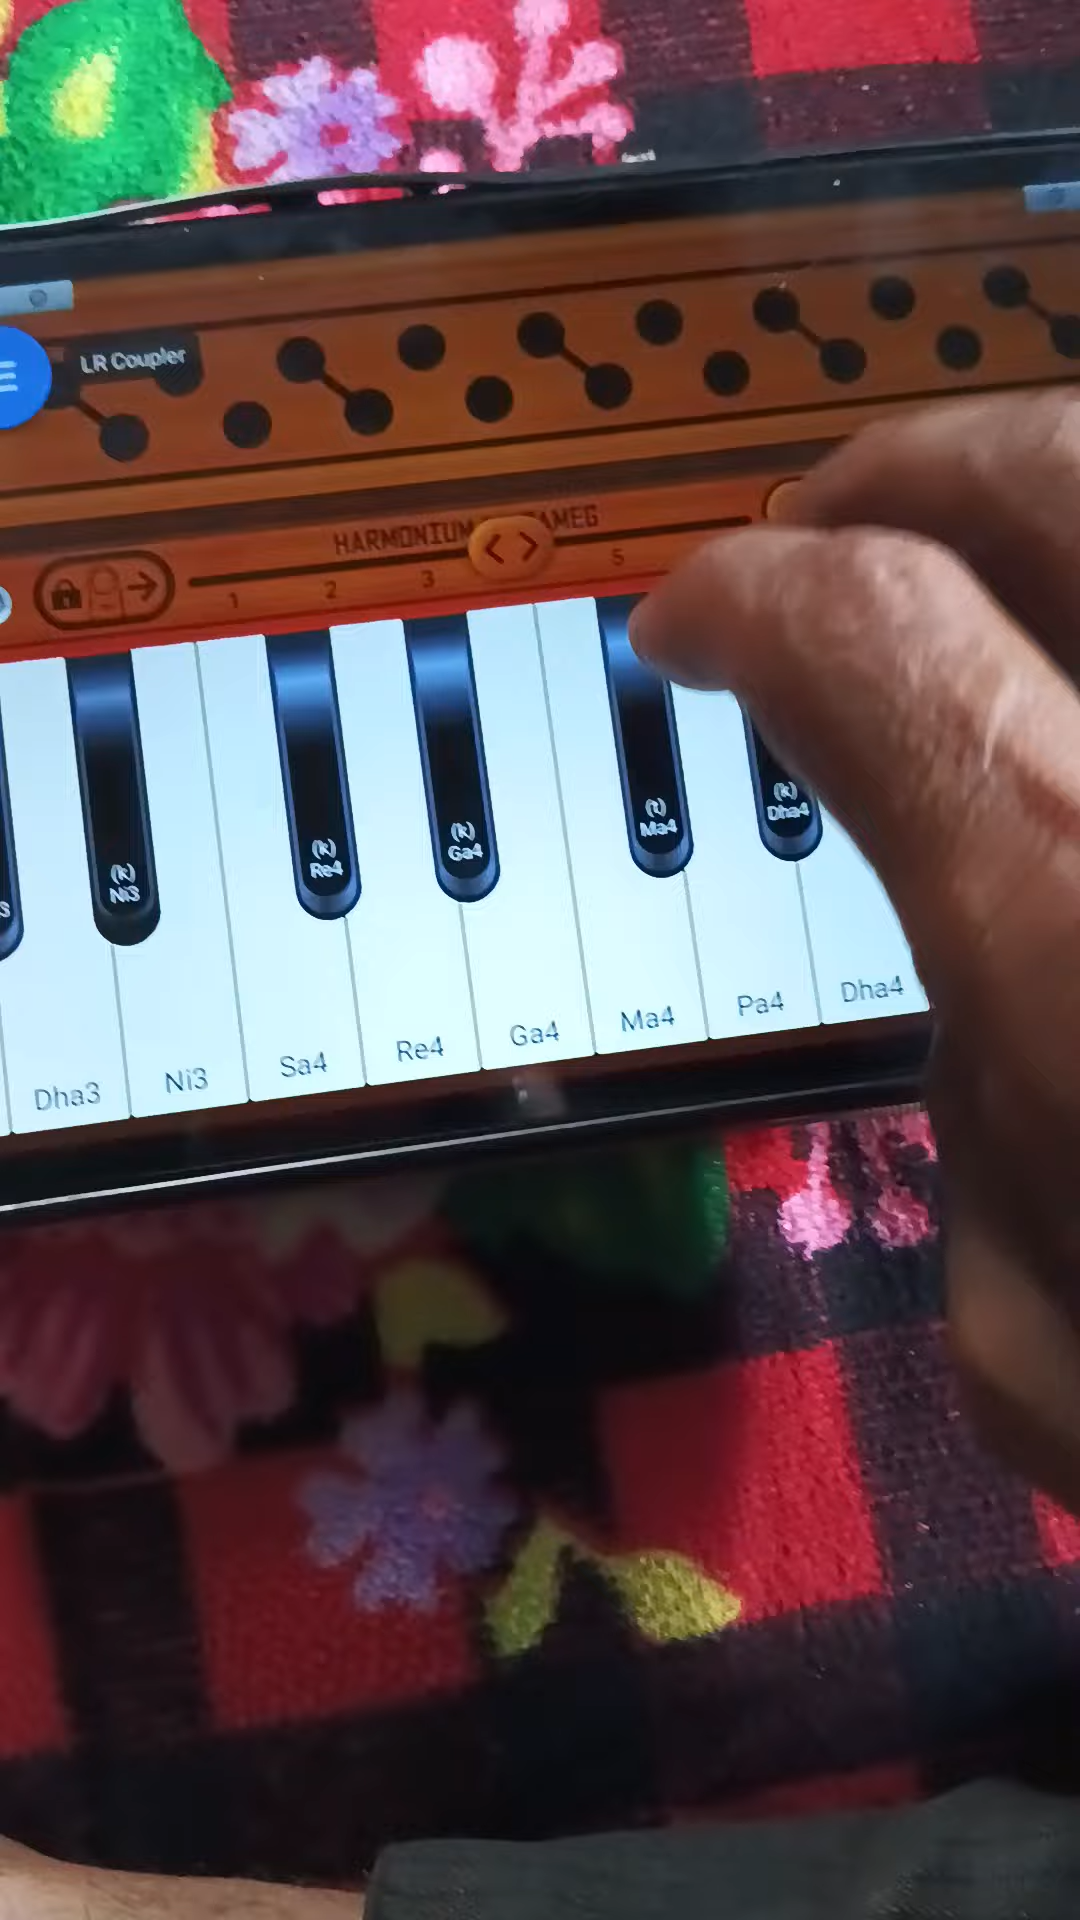 LR Coupler
HARMONIUM
1
2
3
5
(k)
Ni3
(k)
Re4
(k)
Ga4
(t)
Ma4
(k)
Dha4
Dha3
Ni3
Sa4
Re4
Ga4
Ma4
Pa4
Dha4